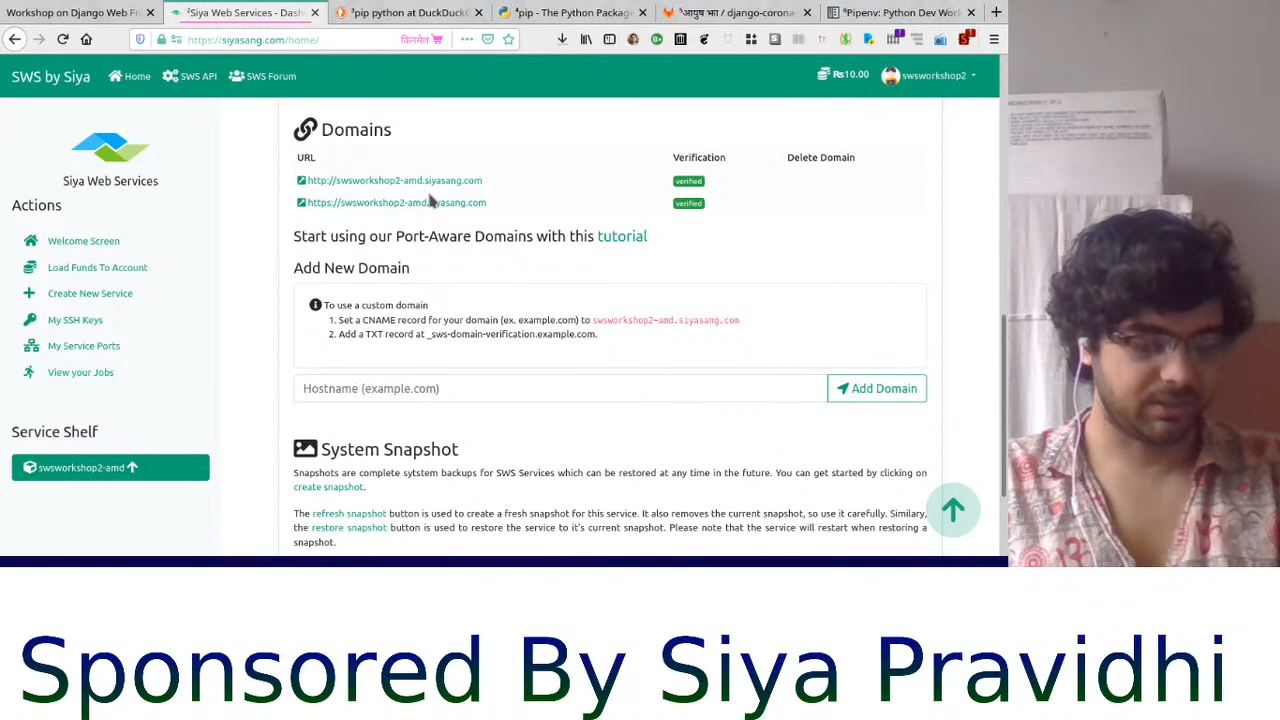 Workshop on Django Web Fr
²Siya Web Services - Dash
³pip python at DuckDuckG
⁴pip - The Python Package
⁵आयुष भा / django-corona-
⁶Pipenv: Python Dev Work
https://siyasang.com/home/
SWS by Siya
Home
SWS API
SWS Forum
Rs10.00
swsworkshop2
Siya Web Services
Actions
Welcome Screen
Load Funds To Account
Create New Service
My SSH Keys
My Service Ports
View your Jobs
Service Shelf
swsworkshop2-amd
Domains
URL Verification Delete Domain
http://swsworkshop2-amd.siyasang.com verified
https://swsworkshop2-amd.siyasang.com verified
Start using our Port-Aware Domains with this tutorial
Add New Domain
To use a custom domain
1. Set a CNAME record for your domain (ex. example.com) to swsworkshop2-amd.siyasang.com
2. Add a TXT record at _sws-domain-verification.example.com.
Hostname (example.com) Add Domain
System Snapshot
Snapshots are complete sytstem backups for SWS Services which can be restored at any time in the future. You can get started by clicking on
create snapshot.
The refresh snapshot button is used to create a fresh snapshot for this service. It also removes the current snapshot, so use it carefully. Similary,
the restore snapshot button is used to restore the service to it's current snapshot. Please note that the service will restart when restoring a
snapshot.
Sponsored By Siya Pravidhi